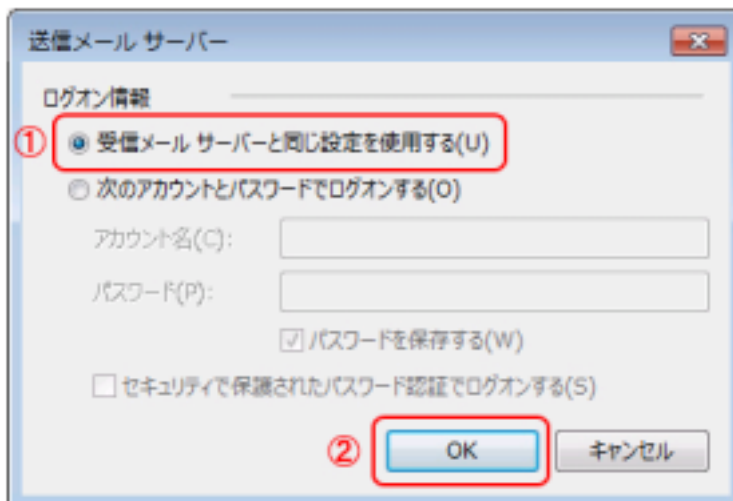 送信メール サーバー
ログオン情報
① 受信メール サーバーと同じ設定を使用する(U)
次のアカウントとパスワードでログオンする(O)
アカウント名(C):
パスワード(P):
パスワードを保存する(W)
セキュリティで保護されたパスワード認証でログオンする(S)
② OK キャンセル